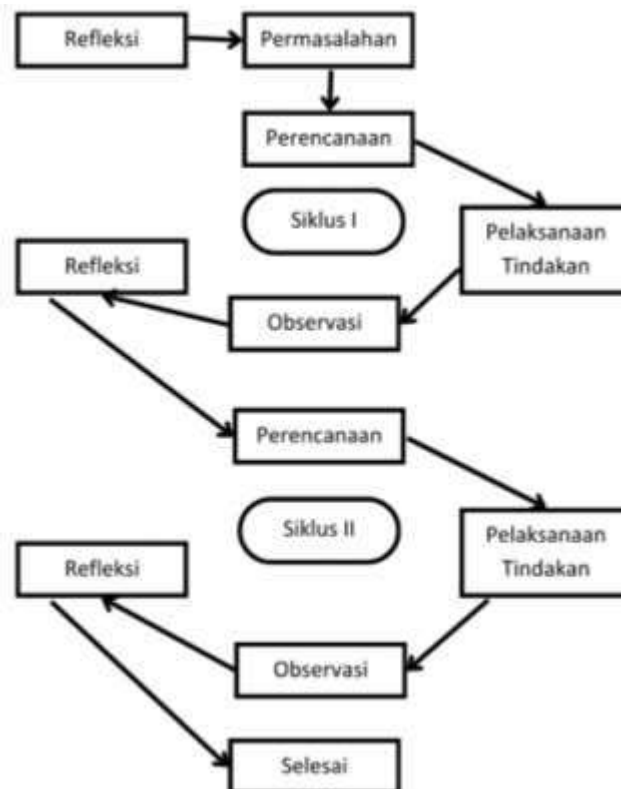 Refleksi
Permasalahan
Perencanaan
Siklus I
Pelaksanaan
Tindakan
Refleksi
Observasi
Perencanaan
Siklus II
Pelaksanaan
Tindakan
Refleksi
Observasi
Selesai